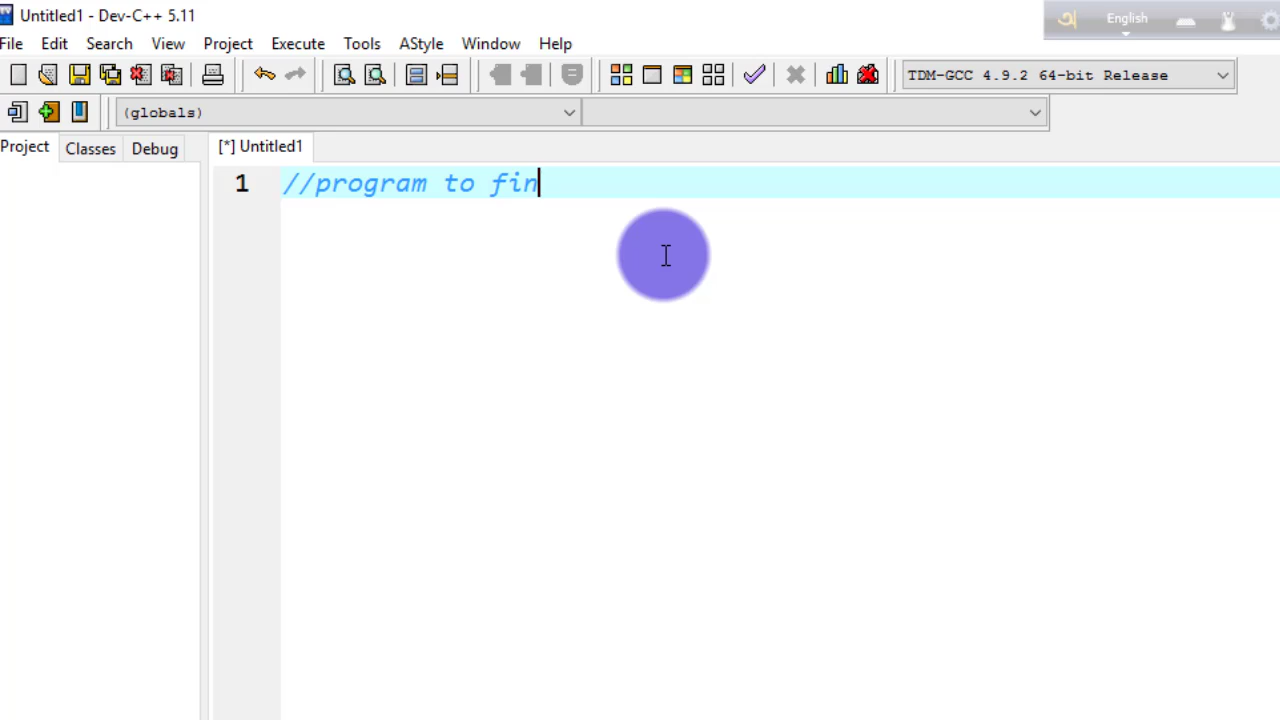 Untitled1 - Dev-C++ 5.11
অ English
File Edit Search View Project Execute Tools AStyle Window Help
TDM-GCC 4.9.2 64-bit Release
(globals)
Project Classes Debug [*] Untitled1
1 //program to fin